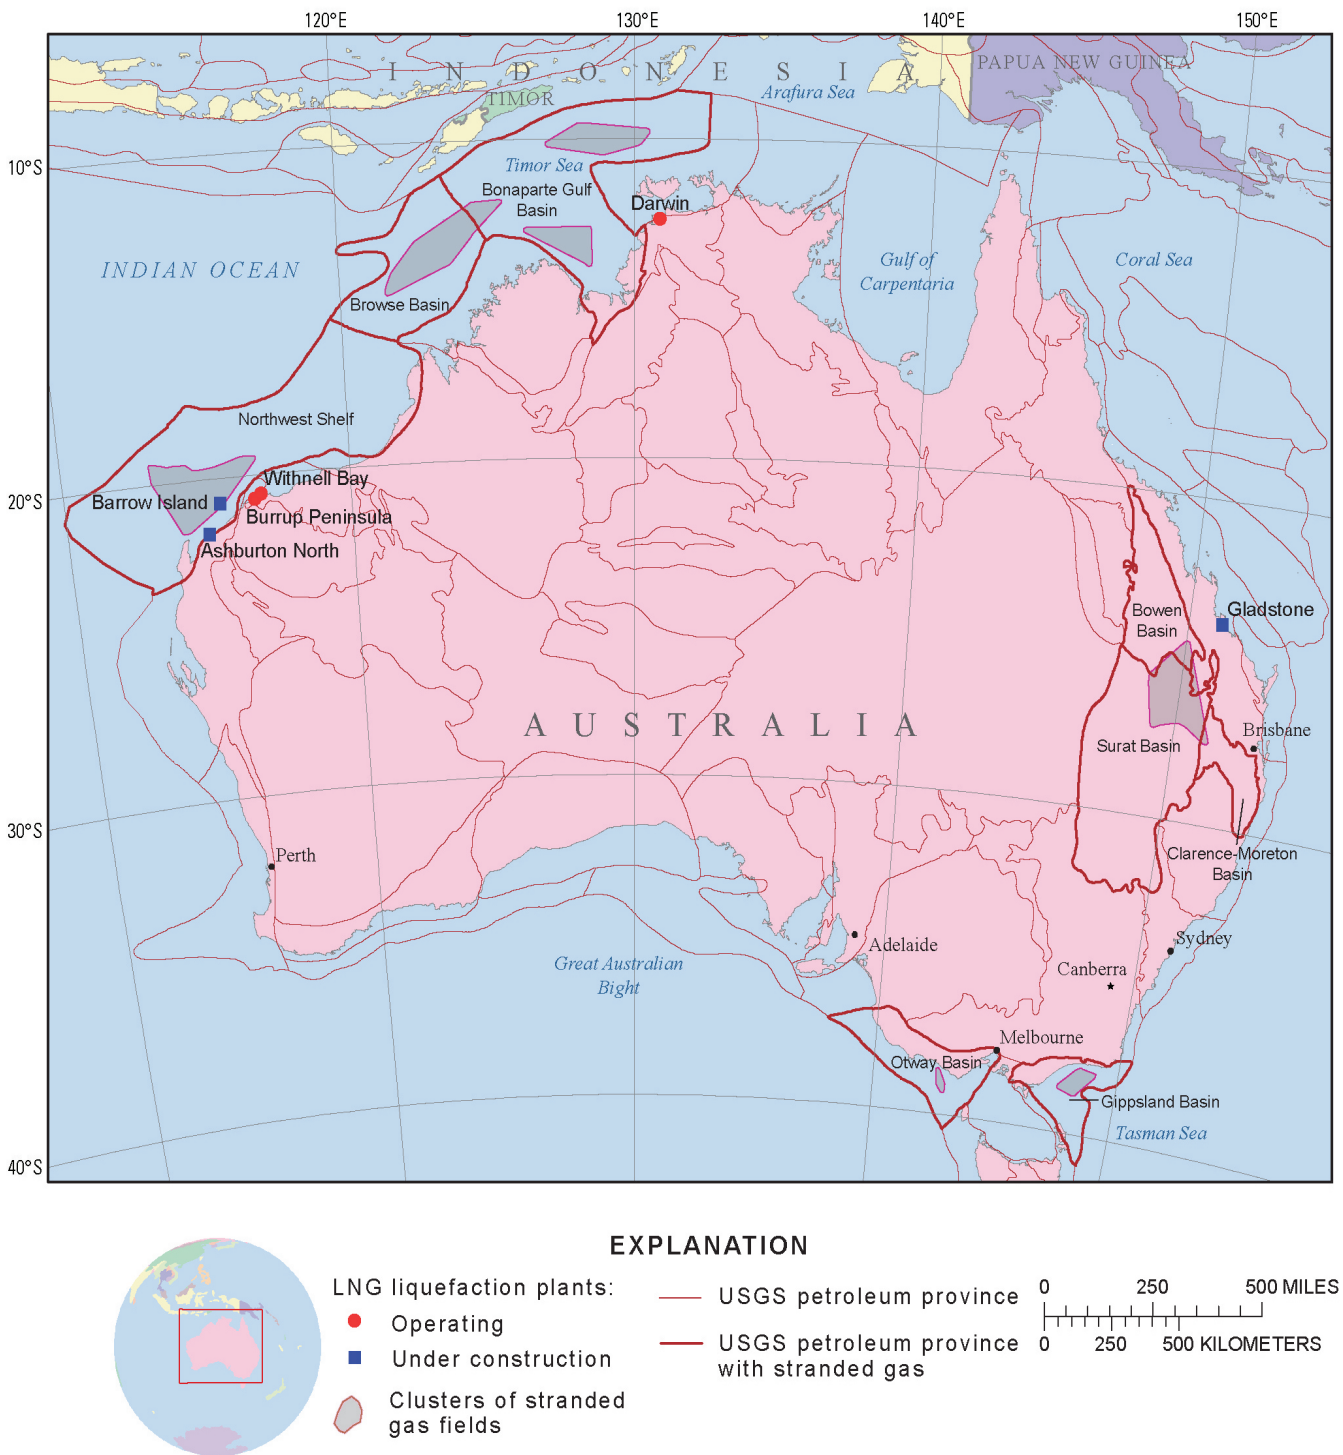 120°E
130°E
140°E
150°E
INDONESIA
PAPUA NEW GUINEA
TIMOR
Arafura Sea
10°S
Timor Sea
Bonaparte Gulf
Basin
Darwin
INDIAN OCEAN
Gulf of
Carpentaria
Coral Sea
Browse Basin
Northwest Shelf
Withnell Bay
Barrow Island
20°S
Burrup Peninsula
Ashburton North
Bowen
Basin
Gladstone
AUSTRALIA
Surat Basin
Brisbane
30°S
Perth
Clarence-Moreton
Basin
Adelaide
Sydney
Great Australian
Bight
Canberra
Melbourne
Otway Basin
Gippsland Basin
Tasman Sea
40°S
EXPLANATION
LNG liquefaction plants:
Operating
Under construction
Clusters of stranded
gas fields
USGS petroleum province
USGS petroleum province
with stranded gas
0 250 500 MILES
0 250 500 KILOMETERS